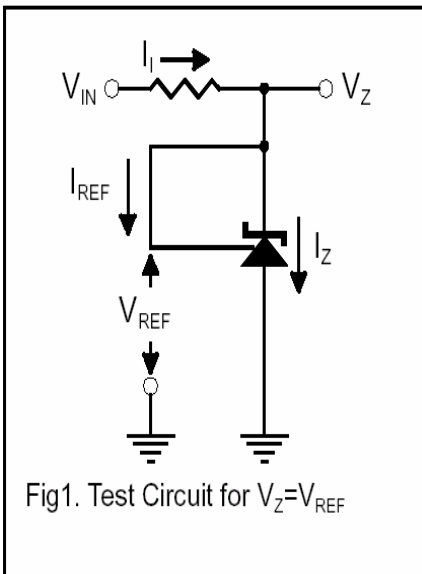 I_I
V_IN
V_Z
I_REF
I_Z
V_REF
Fig1. Test Circuit for V_Z=V_REF